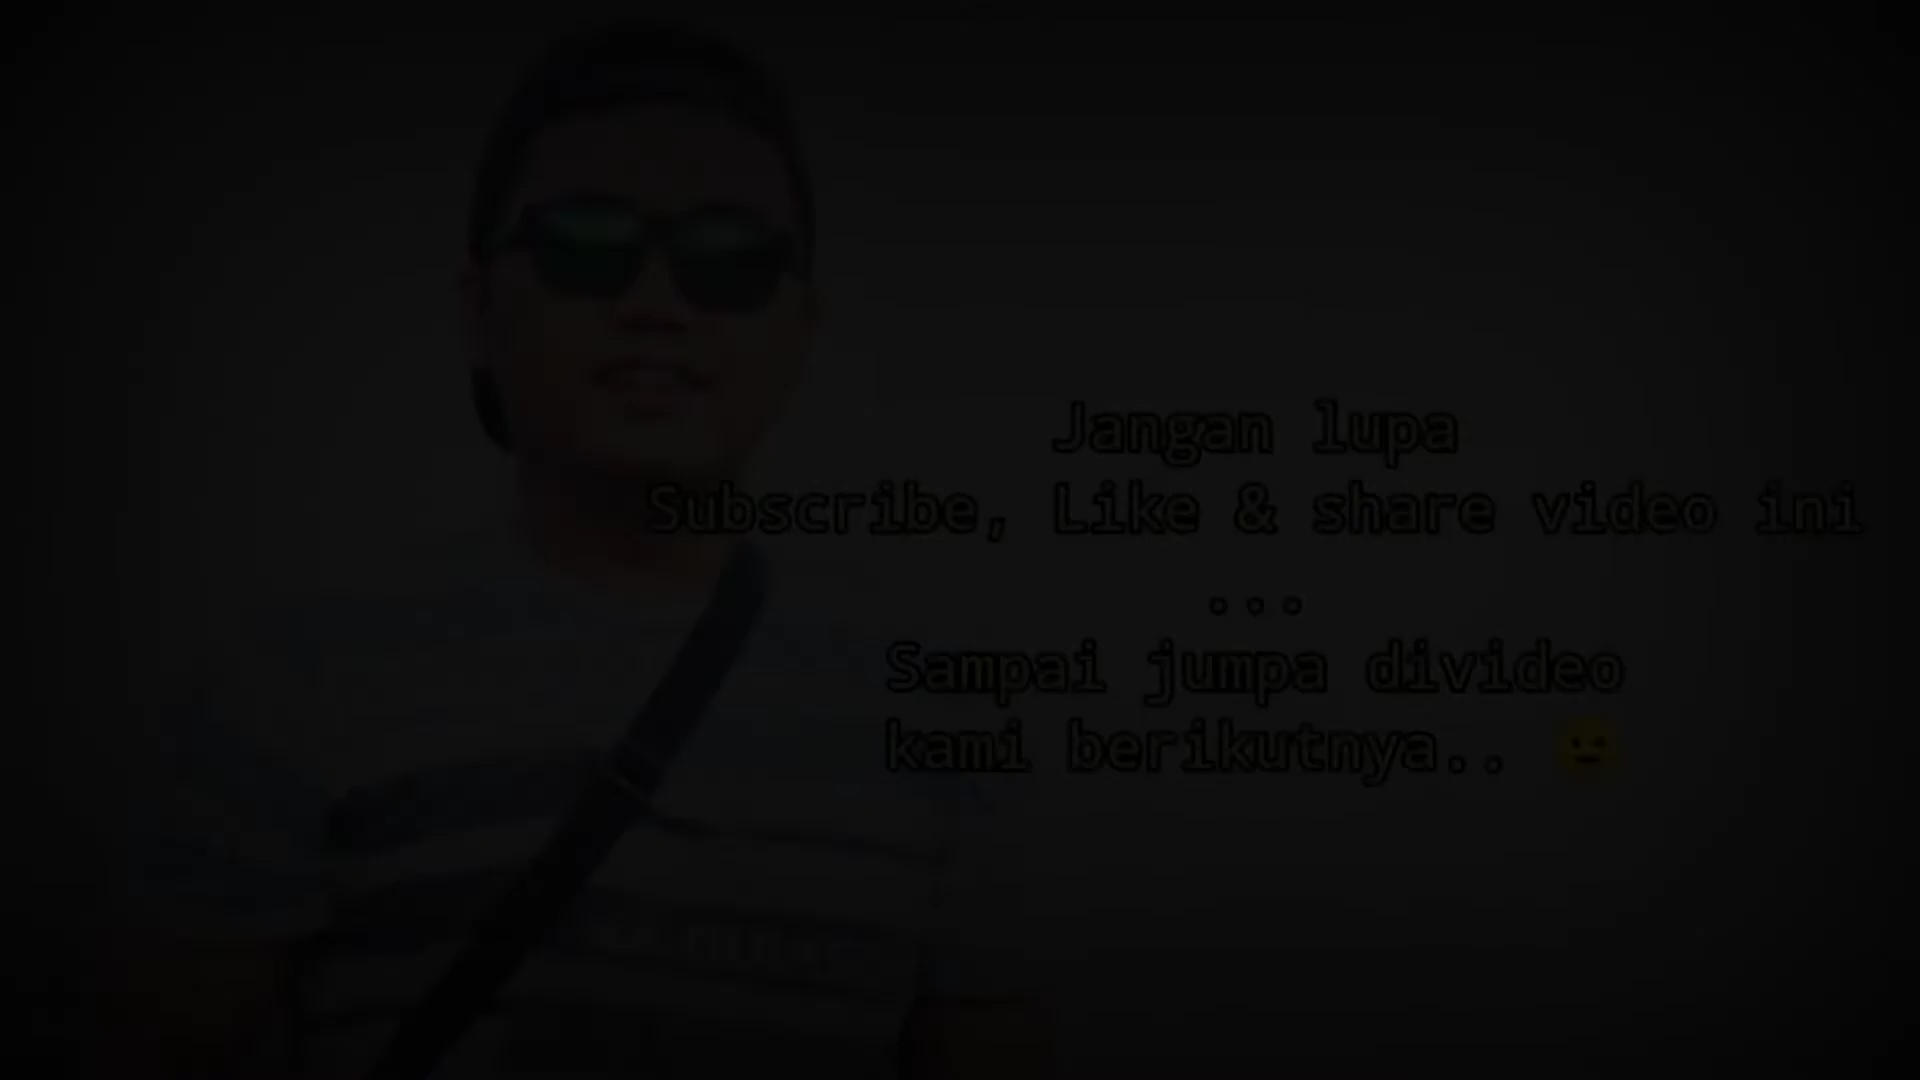 Jangan lupa
Subscribe, Like & share video ini
...
Sampai jumpa divideo
kami berikutnya.. 😉